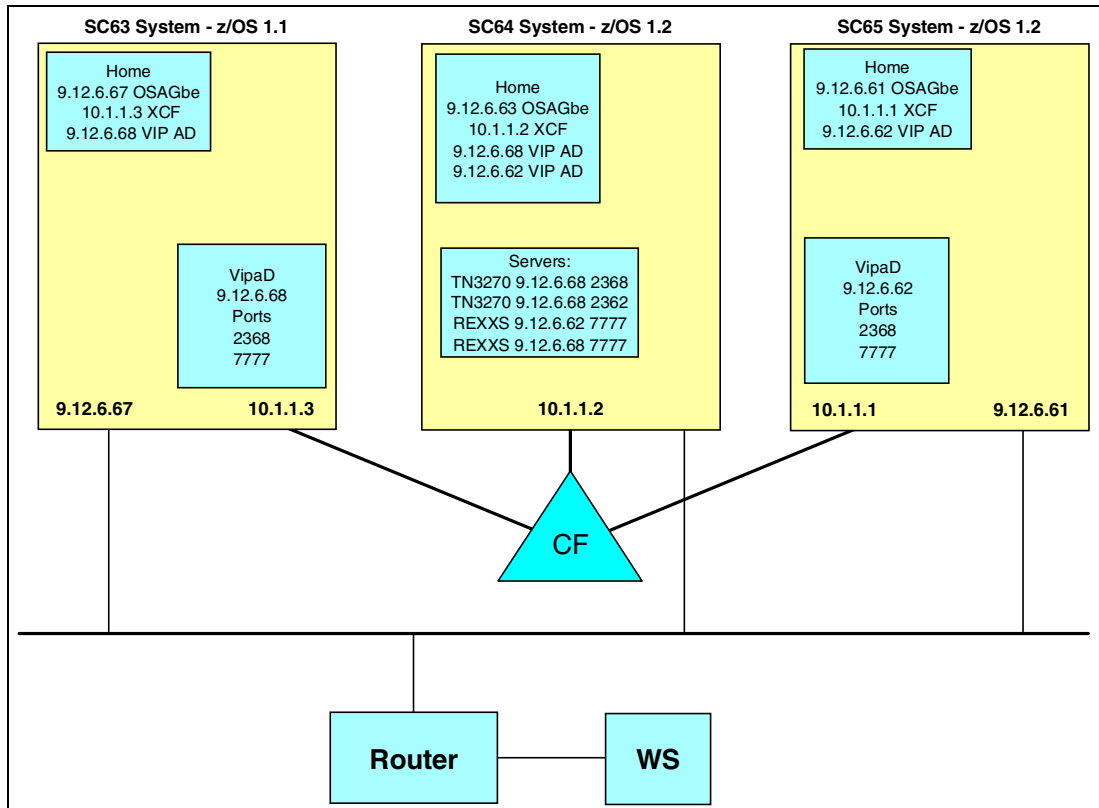 SC63 System - z/OS 1.1
Home
9.12.6.67 OSAGbe
10.1.1.3 XCF
9.12.6.68 VIP AD
VipaD
9.12.6.68
Ports
2368
7777
9.12.6.67
10.1.1.3
SC64 System - z/OS 1.2
Home
9.12.6.63 OSAGbe
10.1.1.2 XCF
9.12.6.68 VIP AD
9.12.6.62 VIP AD
Servers:
TN3270 9.12.6.68 2368
TN3270 9.12.6.68 2362
REXXS 9.12.6.62 7777
REXXS 9.12.6.68 7777
10.1.1.2
SC65 System - z/OS 1.2
Home
9.12.6.61 OSAGbe
10.1.1.1 XCF
9.12.6.62 VIP AD
VipaD
9.12.6.62
Ports
2368
7777
10.1.1.1
9.12.6.61
CF
Router
WS